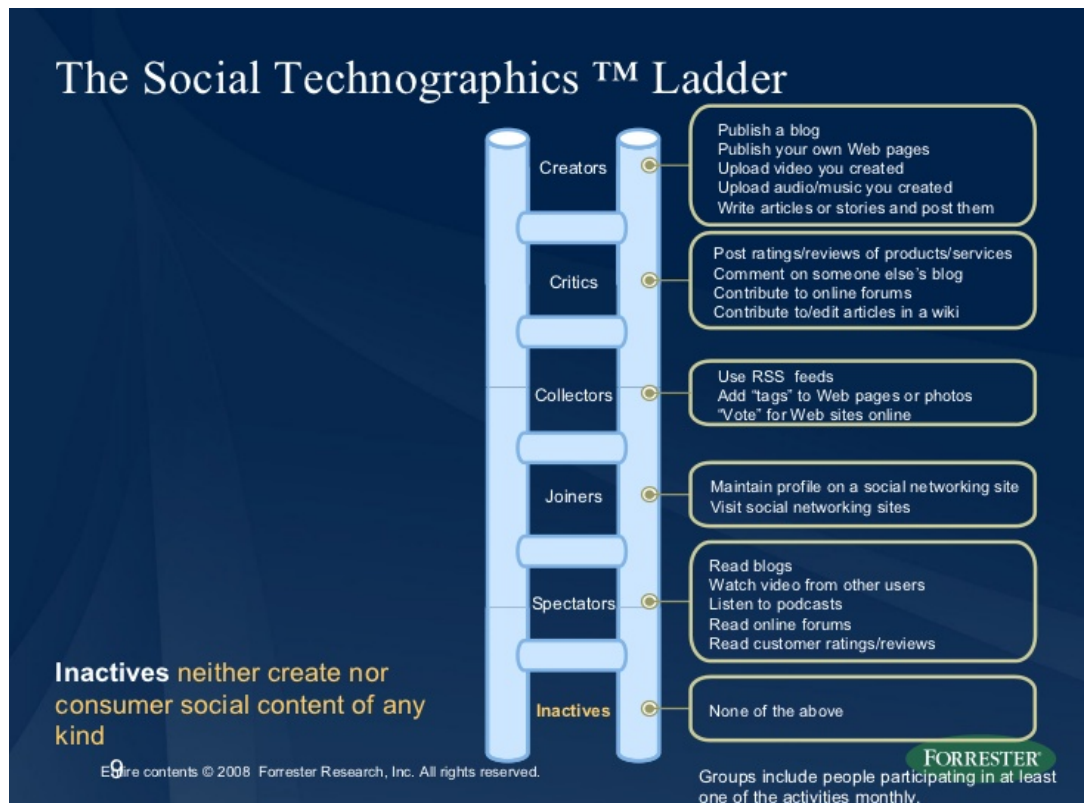 The Social Technographics ™ Ladder
Creators
Publish a blog
Publish your own Web pages
Upload video you created
Upload audio/music you created
Write articles or stories and post them
Critics
Post ratings/reviews of products/services
Comment on someone else's blog
Contribute to online forums
Contribute to/edit articles in a wiki
Collectors
Use RSS feeds
Add “tags” to Web pages or photos
“Vote” for Web sites online
Joiners
Maintain profile on a social networking site
Visit social networking sites
Spectators
Read blogs
Watch video from other users
Listen to podcasts
Read online forums
Read customer ratings/reviews
Inactives
None of the above
Inactives neither create nor
consumer social content of any
kind
9
Entire contents © 2008 Forrester Research, Inc. All rights reserved.
FORRESTER®
Groups include people participating in at least
one of the activities monthly.